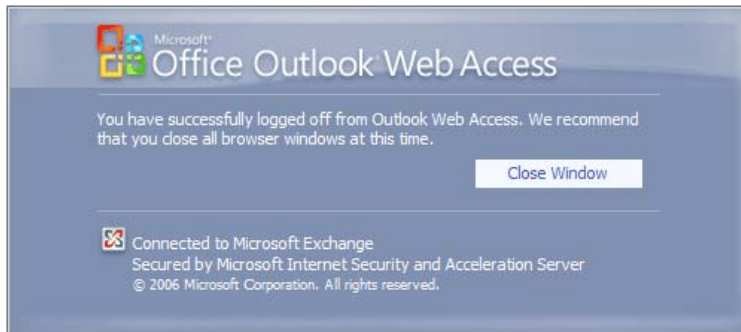 Microsoft®
Office Outlook Web Access
You have successfully logged off from Outlook Web Access. We recommend
that you close all browser windows at this time.
Close Window
Connected to Microsoft Exchange
Secured by Microsoft Internet Security and Acceleration Server
© 2006 Microsoft Corporation. All rights reserved.